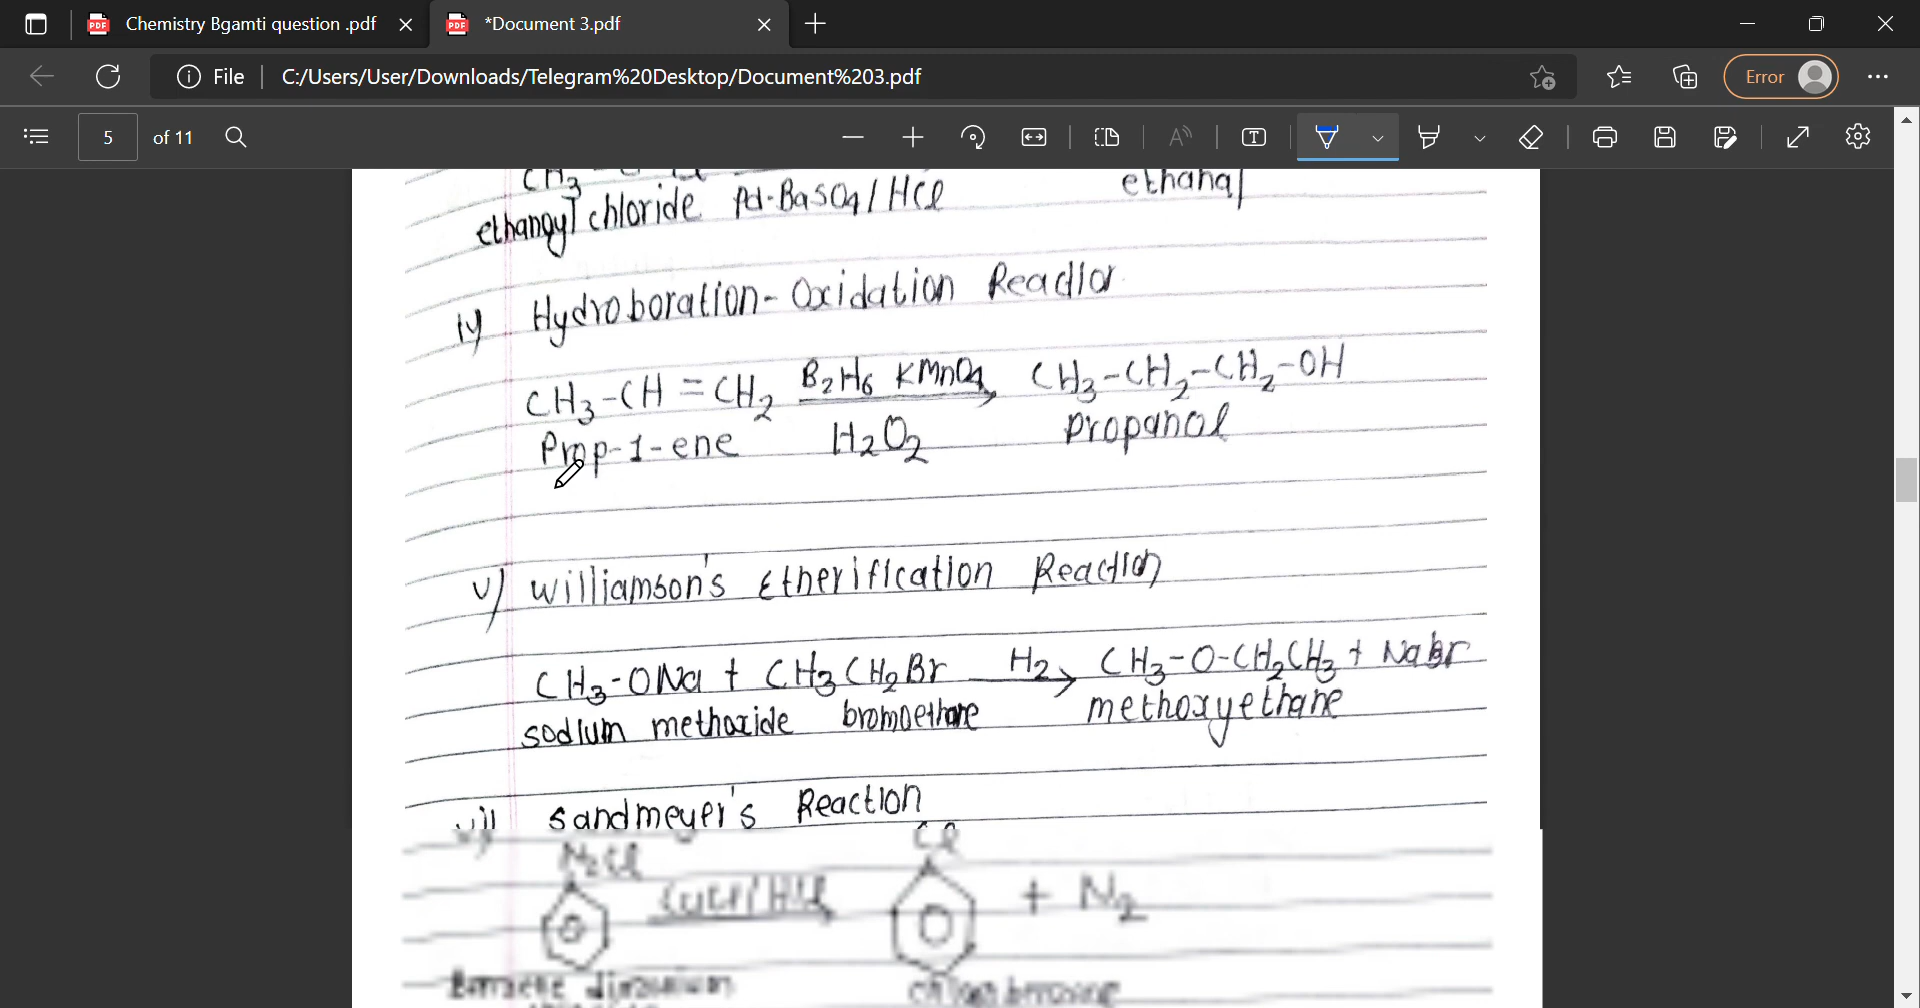 Chemistry Bgamti question .pdf
*Document 3.pdf
File
C:/Users/User/Downloads/Telegram%20Desktop/Document%203.pdf
Error
5 of 11
CH3
ethanoyl chloride Pd-BaSO4/HCl
ethanal
iv) Hydroboration-Oxidation Reaction
CH3-CH=CH2 B2H6 KMnO4 CH3-CH2-CH2-OH
Prop-1-ene H2O2 propanol
v) Williamson's Etherification Reaction
CH3-ONa + CH3CH2Br H2 CH3-O-CH2CH3 + NaBr
sodium methoxide bromoethane methoxyethane
Sandmeyer's Reaction
N2Cl Cl
+ N2